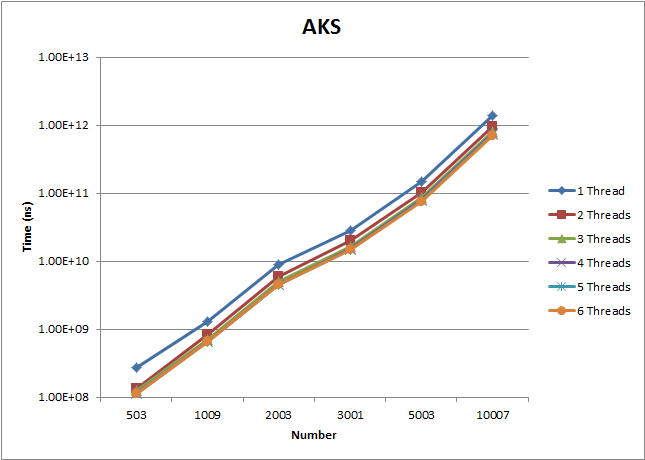 AKS
1.00E+13
1.00E+12
1.00E+11
1.00E+10
1.00E+09
1.00E+08
Time (ns)
503 1009 2003 3001 5003 10007
Number
1 Thread
2 Threads
3 Threads
4 Threads
5 Threads
6 Threads